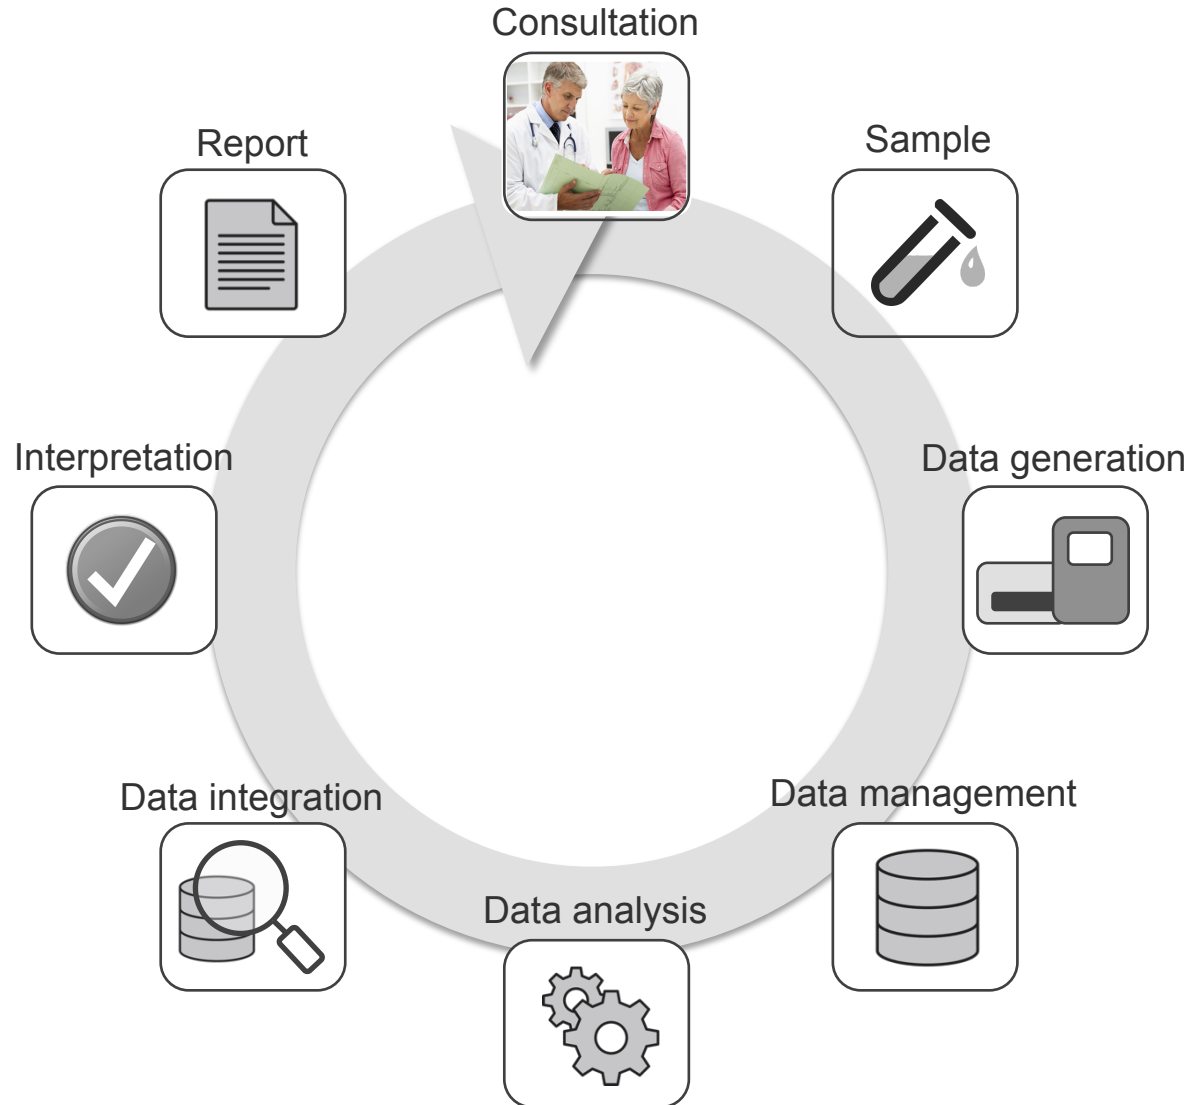 Consultation
Sample
Data generation
Data management
Data analysis
Data integration
Interpretation
Report